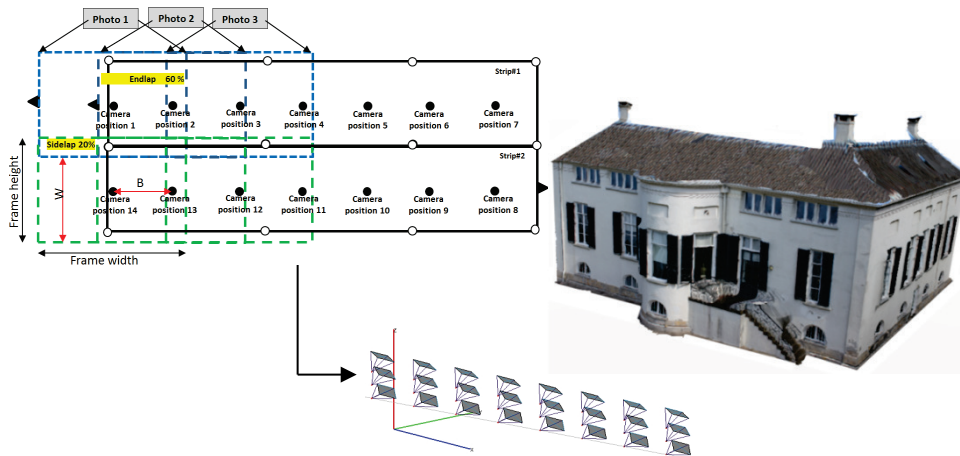 Photo 1
Photo 2
Photo 3
Endlap 60 %
Strip#1
Camera
position 1
Camera
position 2
Camera
position 3
Camera
position 4
Camera
position 5
Camera
position 6
Camera
position 7
Sidelap 20%
Strip#2
Frame height
W
B
Camera
position 14
Camera
position 13
Camera
position 12
Camera
position 11
Camera
position 10
Camera
position 9
Camera
position 8
Frame width